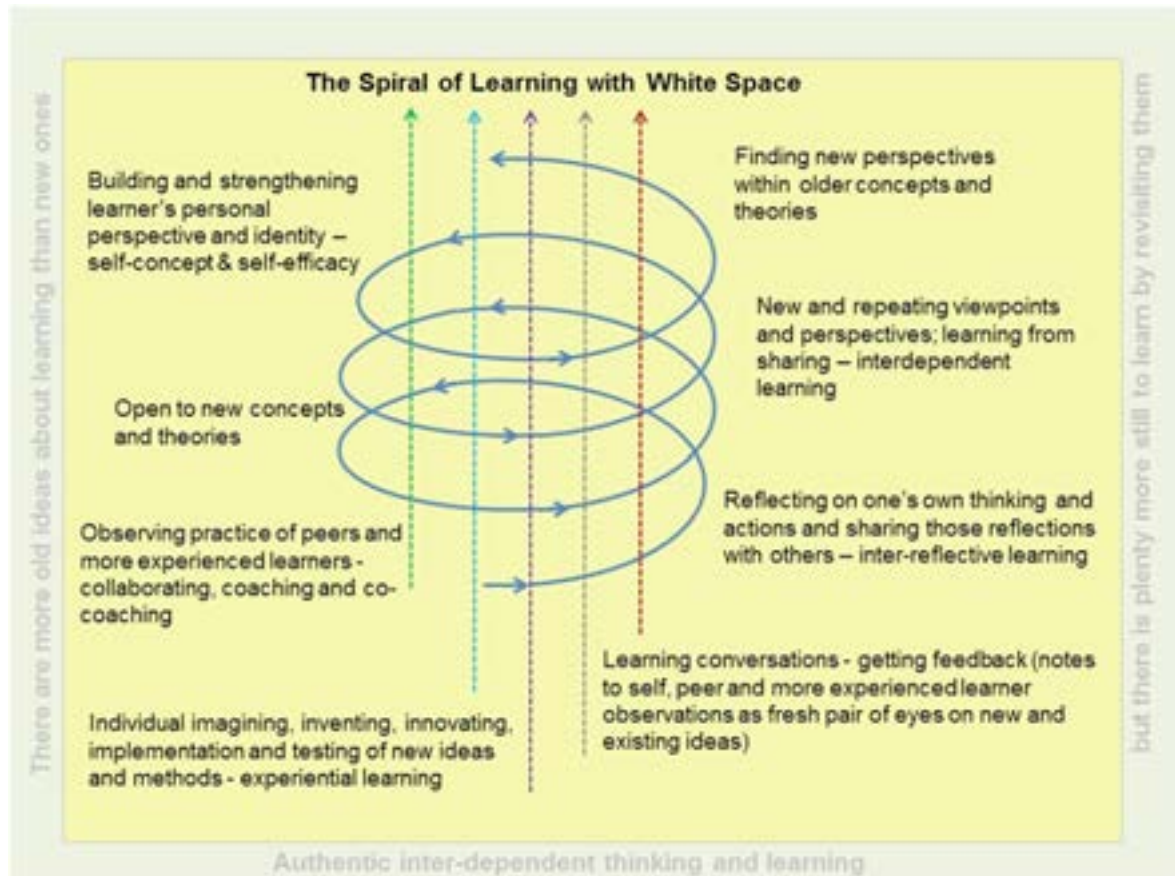 The Spiral of Learning with White Space
Building and strengthening
learner's personal
perspective and identity –
self-concept & self-efficacy
Finding new perspectives
within older concepts and
theories
New and repeating viewpoints
and perspectives; learning from
sharing – interdependent
learning
Open to new concepts
and theories
Reflecting on one's own thinking and
actions and sharing those reflections
with others – inter-reflective learning
Observing practice of peers and
more experienced learners -
collaborating, coaching and co-
coaching
Learning conversations - getting feedback (notes
to self, peer and more experienced learner
observations as fresh pair of eyes on new and
existing ideas)
Individual imagining, inventing, innovating,
implementation and testing of new ideas
and methods - experiential learning
There are more old ideas about learning than new ones
but there is plenty more still to learn by revisiting them
Authentic inter-dependent thinking and learning